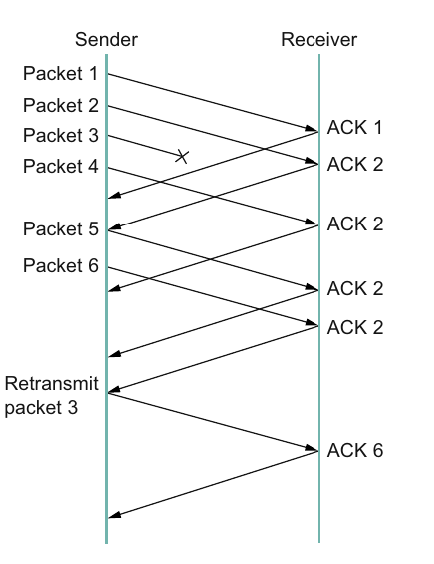 Sender
Receiver
Packet 1
Packet 2
Packet 3
Packet 4
Packet 5
Packet 6
Retransmit
packet 3
ACK 1
ACK 2
ACK 2
ACK 2
ACK 2
ACK 6